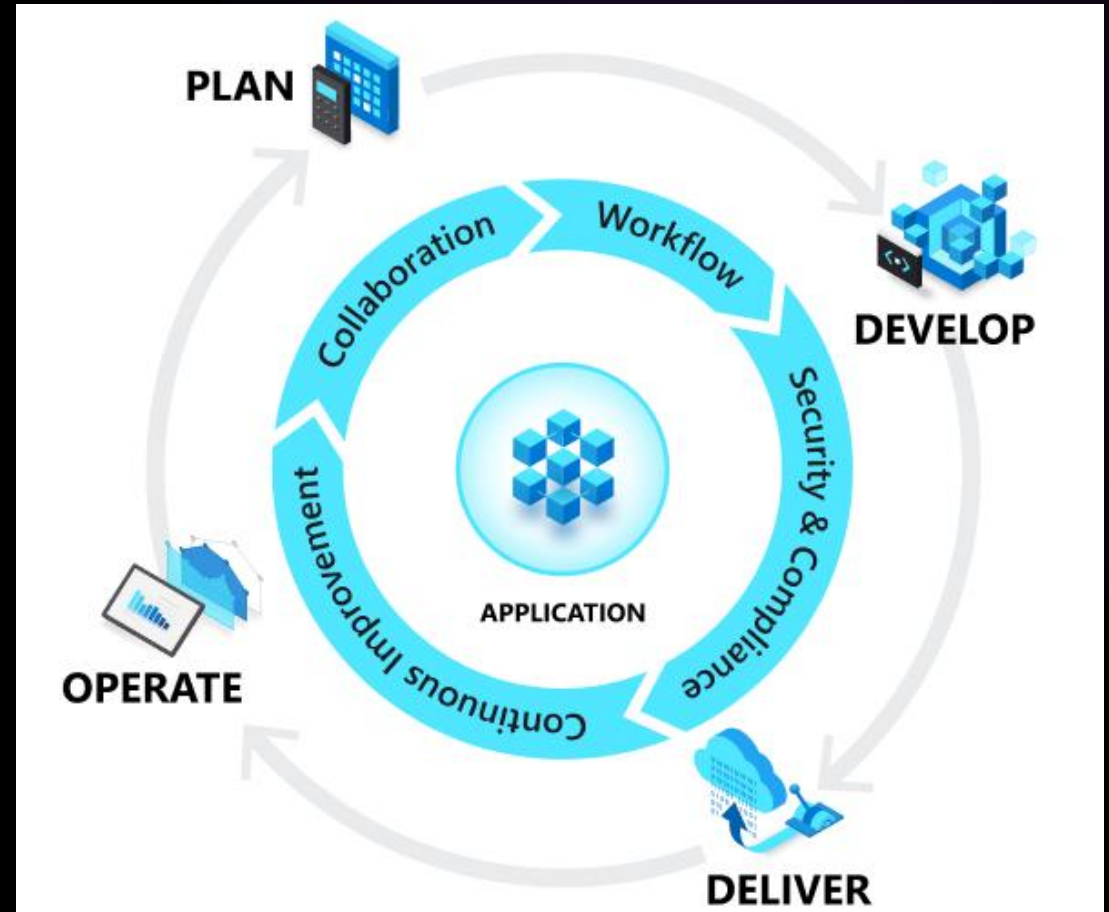 PLAN
Collaboration
Workflow
DEVELOP
Security & Compliance
APPLICATION
Continuous Improvement
OPERATE
DELIVER